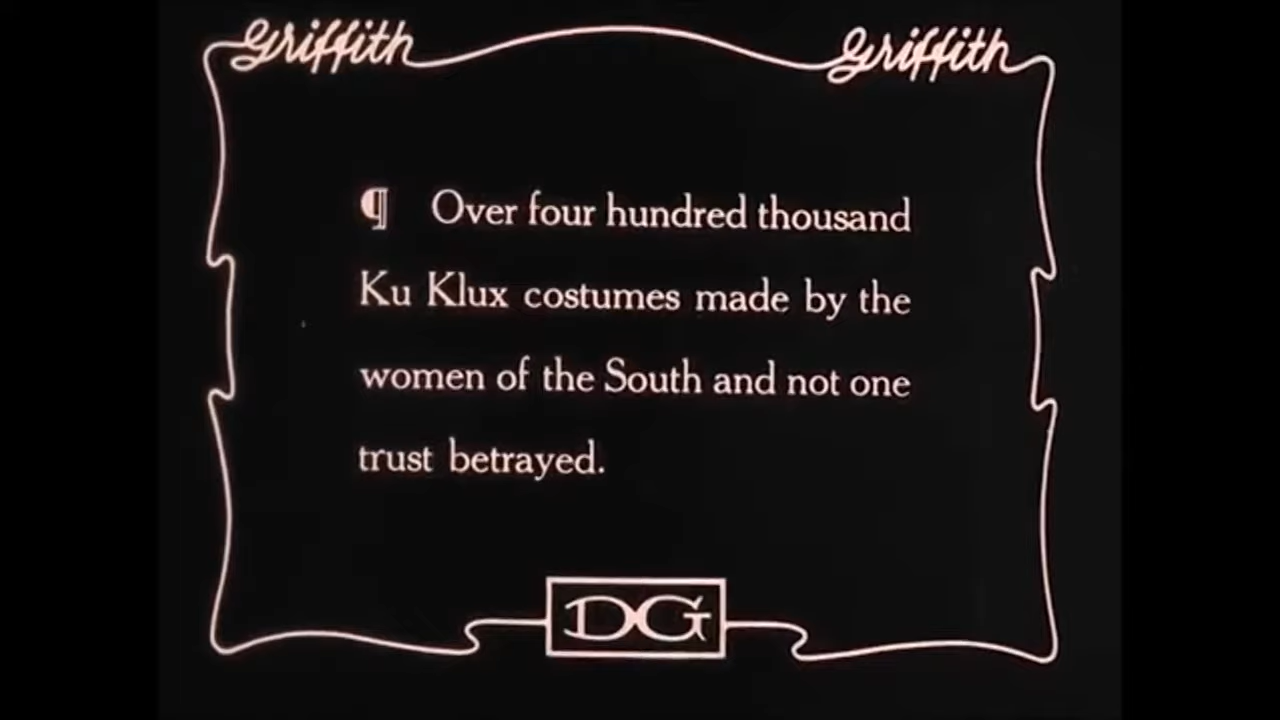 Griffith Griffith
¶ Over four hundred thousand
Ku Klux costumes made by the
women of the South and not one
trust betrayed.
DG